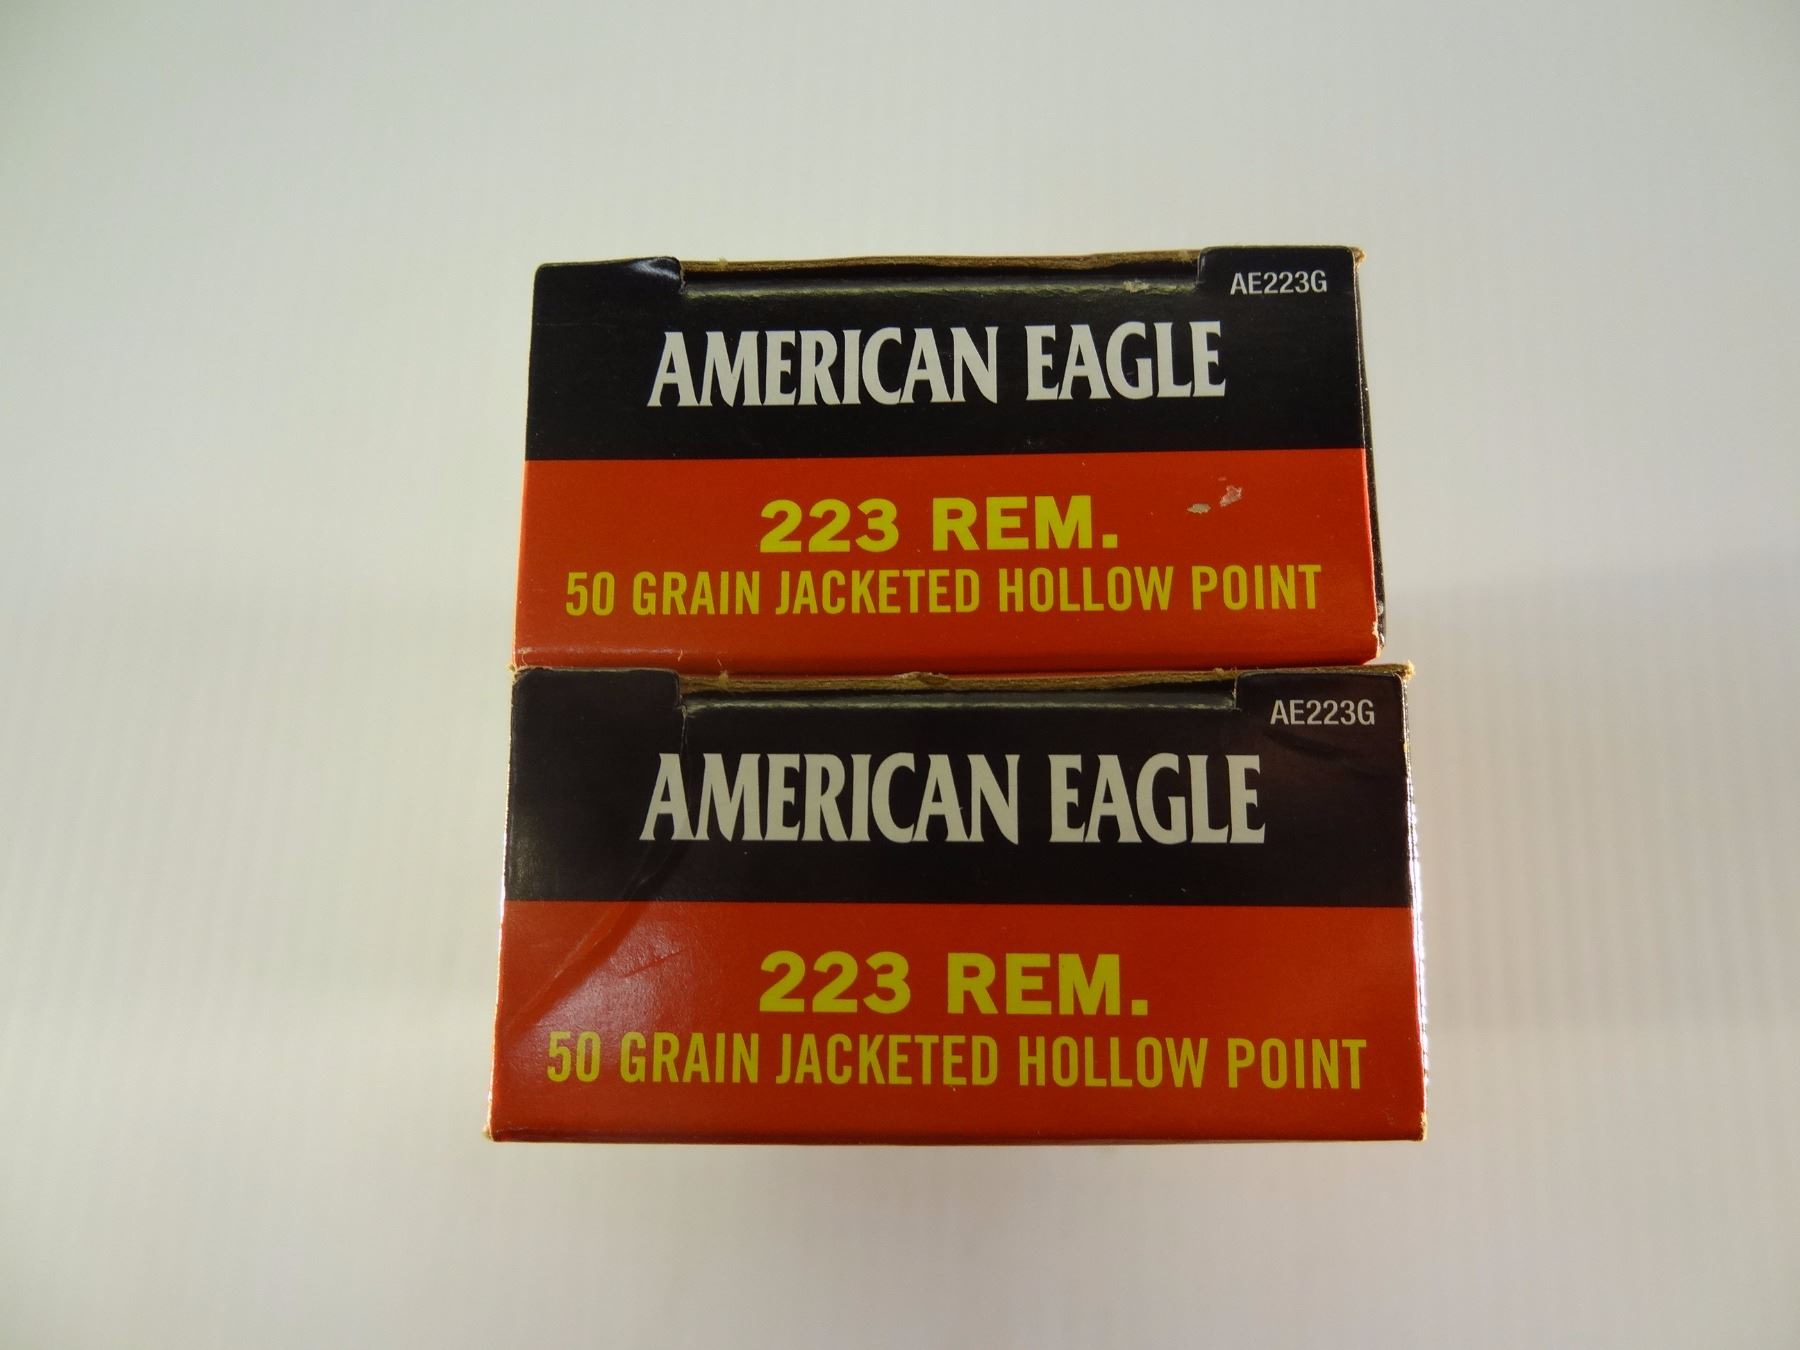 AE223G
AMERICAN EAGLE
223 REM.
50 GRAIN JACKETED HOLLOW POINT
AE223G
AMERICAN EAGLE
223 REM.
50 GRAIN JACKETED HOLLOW POINT